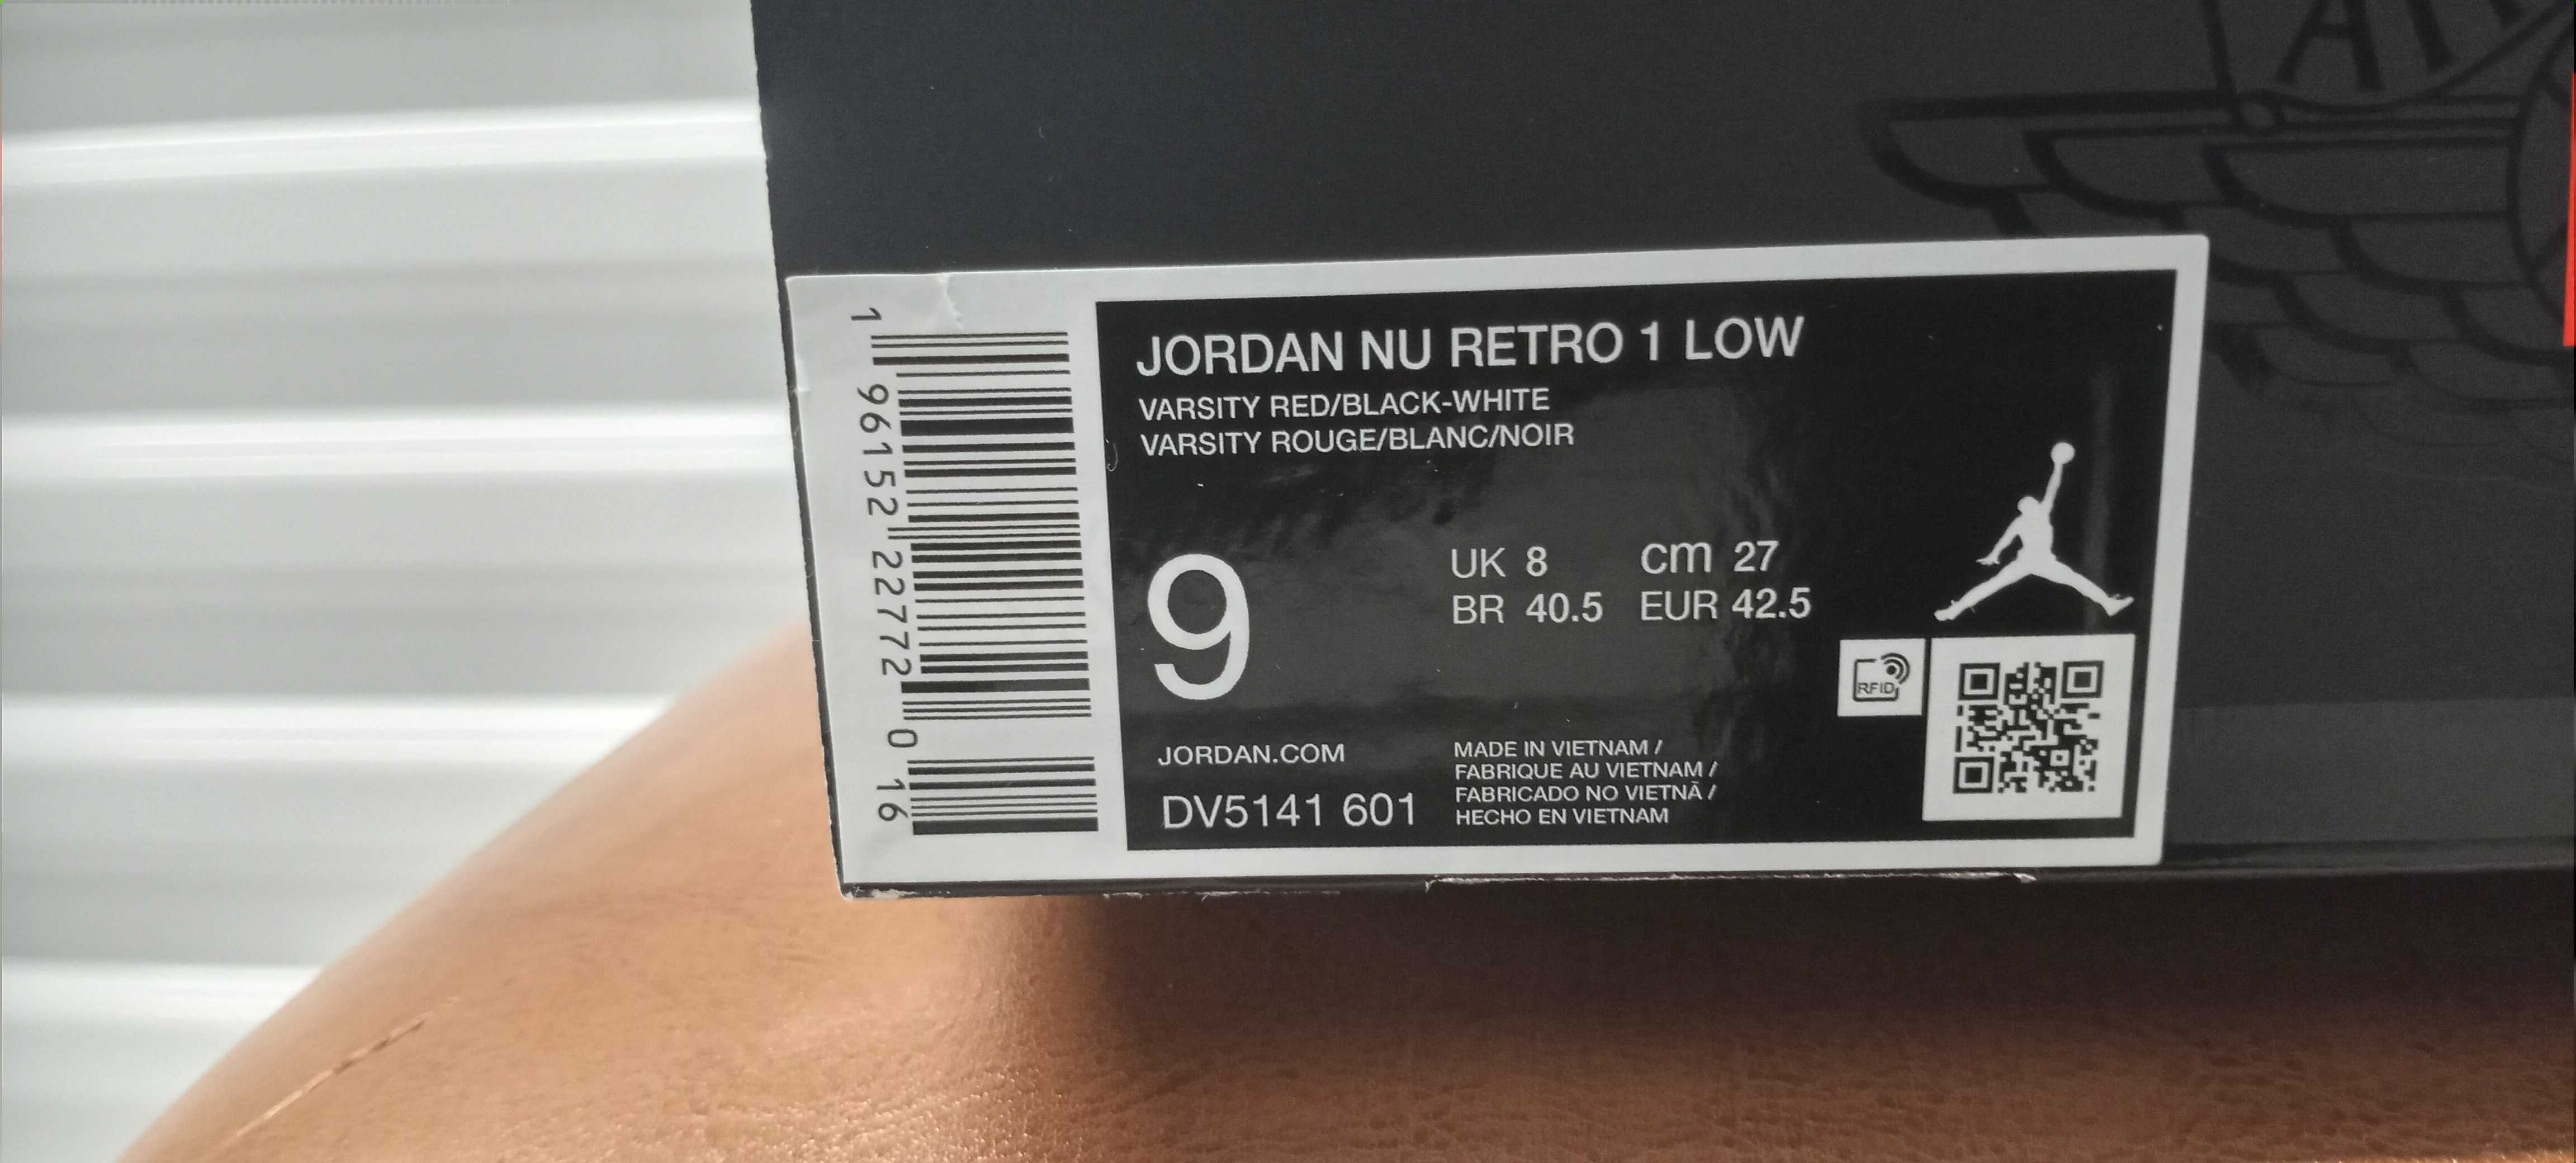 AIR
JORDAN NU RETRO 1 LOW
VARSITY RED/BLACK-WHITE
VARSITY ROUGE/BLANC/NOIR
9
UK 8 cm 27
BR 40.5 EUR 42.5
RFID
JORDAN.COM
DV5141 601
MADE IN VIETNAM /
FABRIQUE AU VIETNAM /
FABRICADO NO VIETNÃ /
HECHO EN VIETNAM
1 96152 22772 0 16